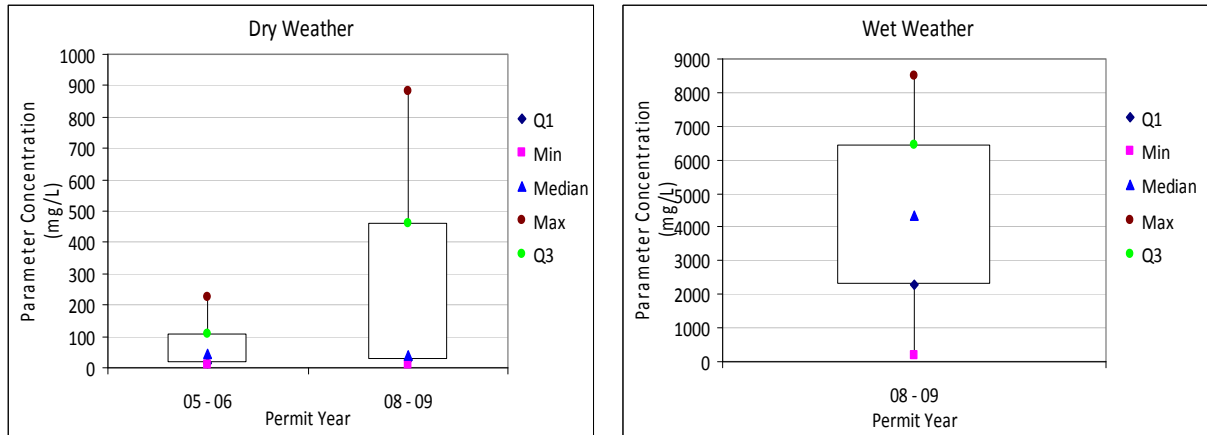 Dry Weather
Parameter Concentration
(mg/L)
1000
900
800
700
600
500
400
300
200
100
0
05 - 06
08 - 09
Permit Year
Q1
Min
Median
Max
Q3
Wet Weather
Parameter Concentration
(mg/L)
9000
8000
7000
6000
5000
4000
3000
2000
1000
0
08 - 09
Permit Year
Q1
Min
Median
Max
Q3